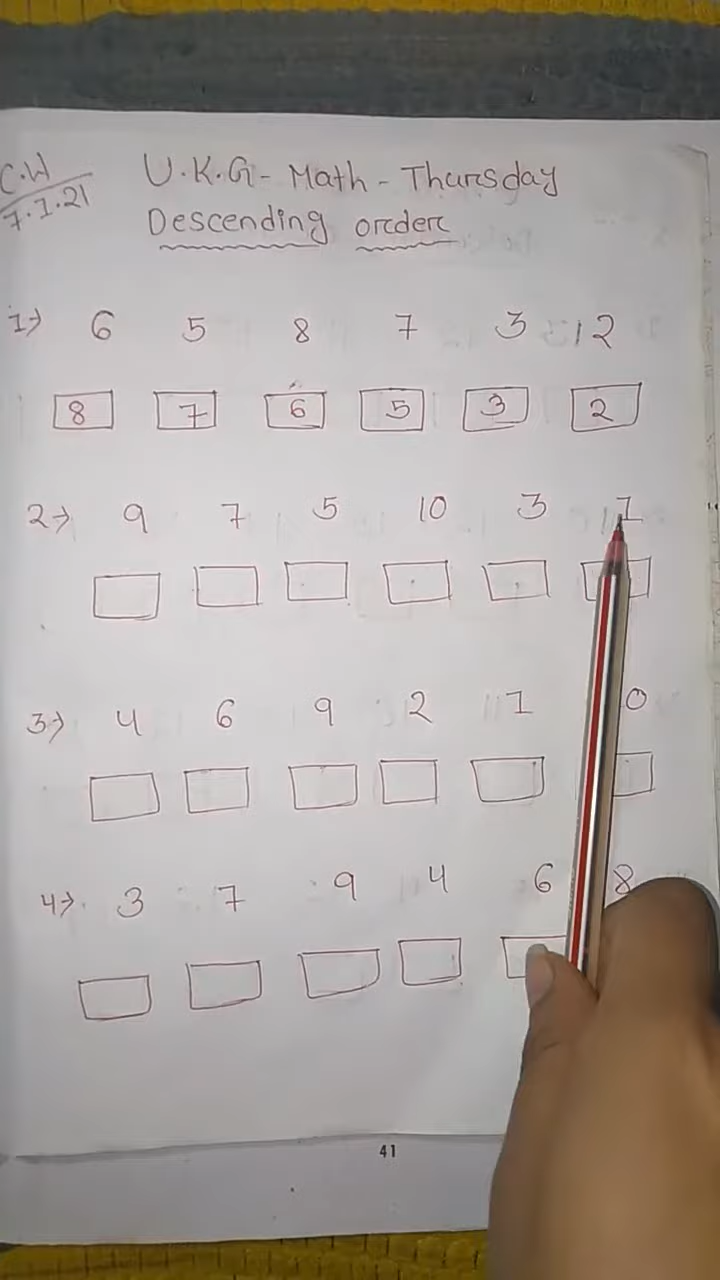 C.W U.K.G - Math - Thursday
7.1.21 Descending order
1→ 6 5 8 7 3 2
8 7 6 5 3 2
2→ 9 7 5 10 3 1
3→ 4 6 9 2 1 0
4→ 3 7 9 4 6 8
41